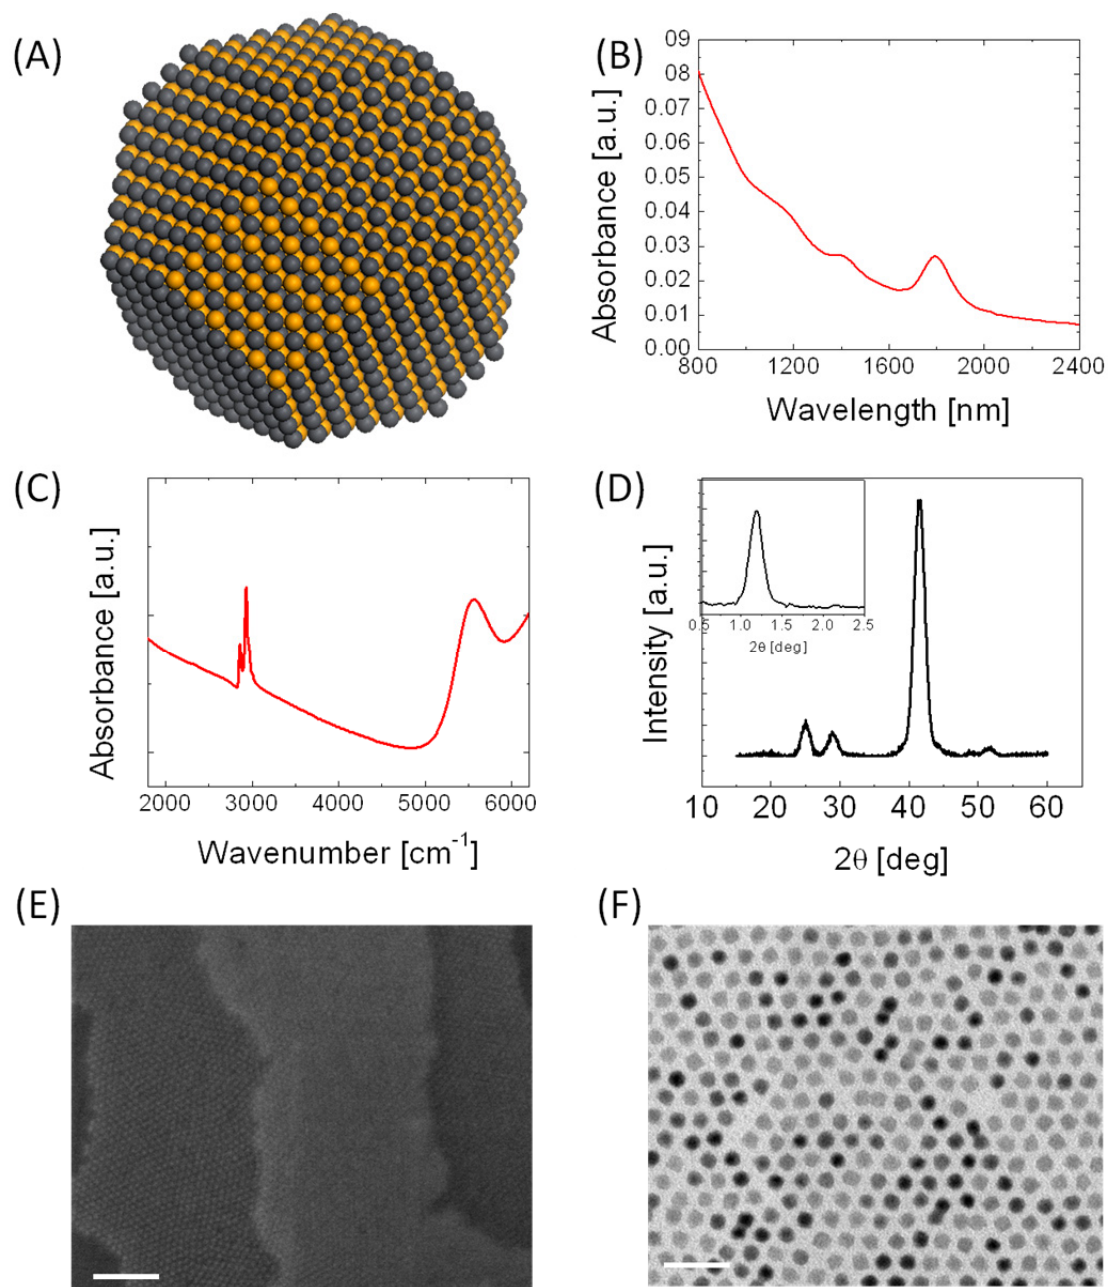 (A)
(B)
09
08
0.07
0.06
0.05
0.04
0.03
0.02
0.01
0.00
800 1200 1600 2000 2400
Absorbance [a.u.]
Wavelength [nm]
(C)
Absorbance [a.u.]
2000 3000 4000 5000 6000
Wavenumber [cm⁻¹]
(D)
Intensity [a.u.]
0.5 1.0 1.5 2.0 2.5
2θ [deg]
10 20 30 40 50 60
2θ [deg]
(E)
(F)